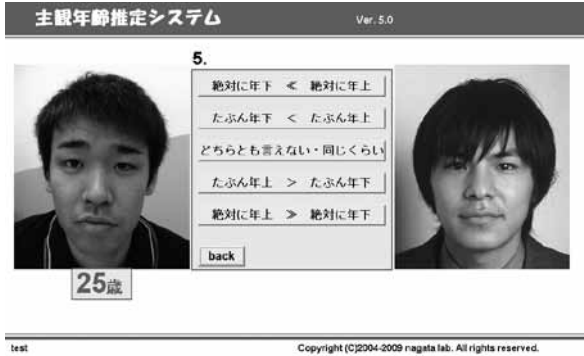 主観年齢推定システム Ver. 5.0
5.
絶対に年下 ≪ 絶対に年上
たぶん年下 < たぶん年上
どちらとも言えない・同じくらい
たぶん年上 > たぶん年下
絶対に年上 ≫ 絶対に年下
back
25歳
test Copyright (C)2004-2009 nagata lab. All rights reserved.